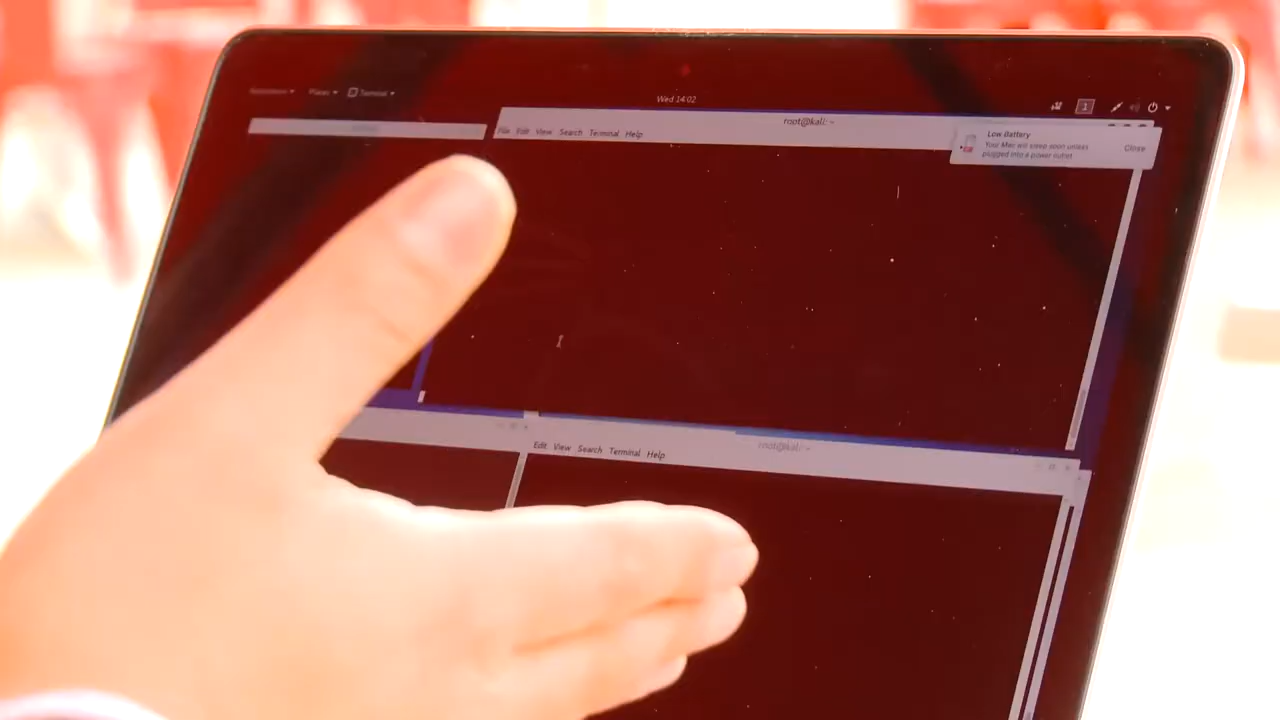 Applications Places Terminal
Wed 14:02
1
root@kali: ~
File Edit View Search Terminal Help
Low Battery
Your Mac will sleep soon unless
plugged into a power outlet.
Close
root@kali: ~
Edit View Search Terminal Help